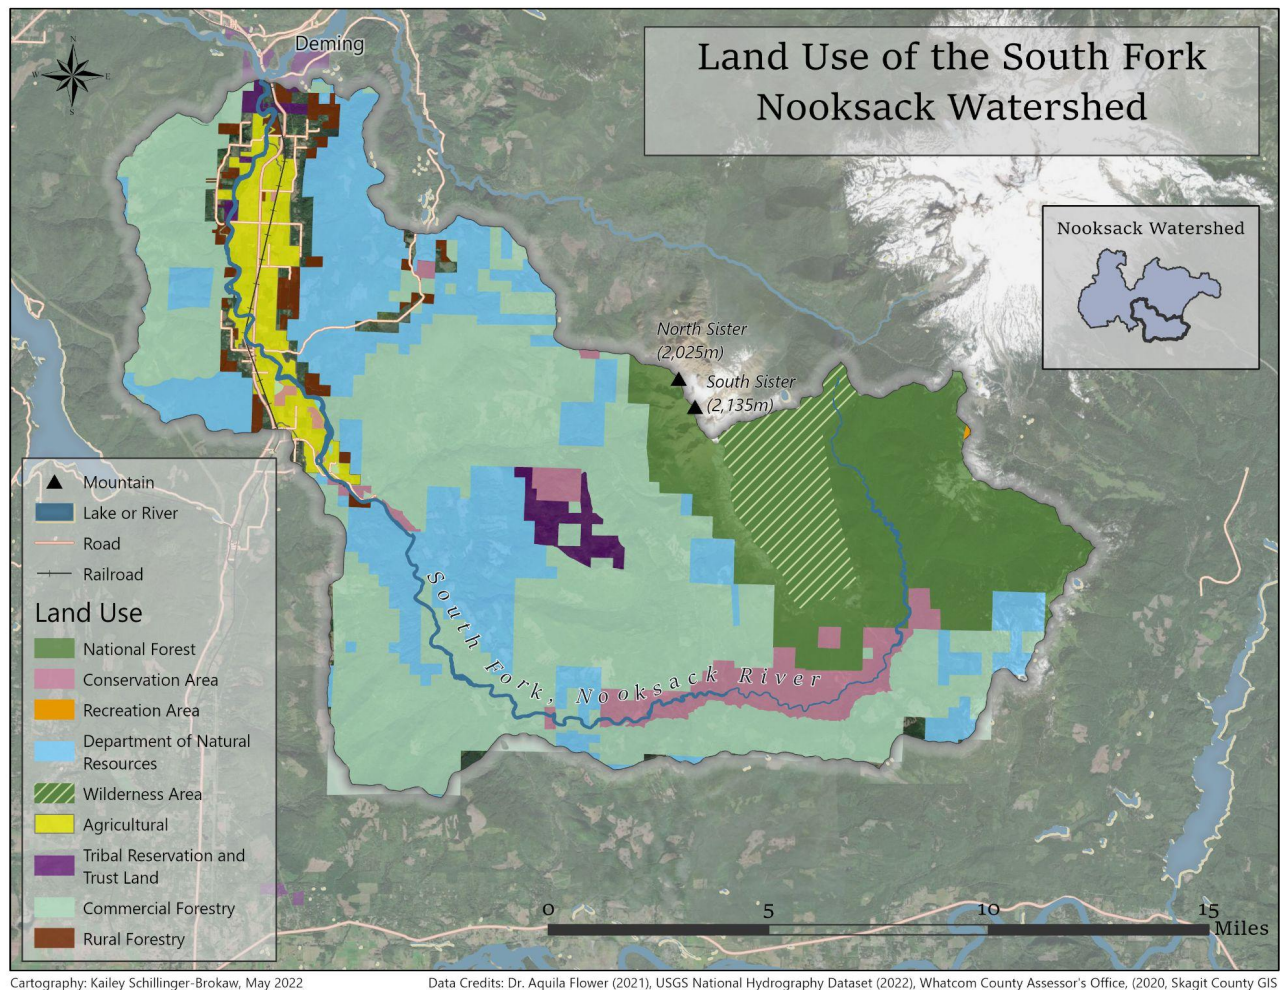 Land Use of the South Fork
Nooksack Watershed
Deming
N
W
E
S
Nooksack Watershed
North Sister
(2,025m)
South Sister
(2,135m)
South Fork, Nooksack River
Mountain
Lake or River
Road
Railroad
Land Use
National Forest
Conservation Area
Recreation Area
Department of Natural
Resources
Wilderness Area
Agricultural
Tribal Reservation and
Trust Land
Commercial Forestry
Rural Forestry
0 5 10 15
Miles
Cartography: Kailey Schillinger-Brokaw, May 2022
Data Credits: Dr. Aquila Flower (2021), USGS National Hydrography Dataset (2022), Whatcom County Assessor's Office, (2020, Skagit County GIS